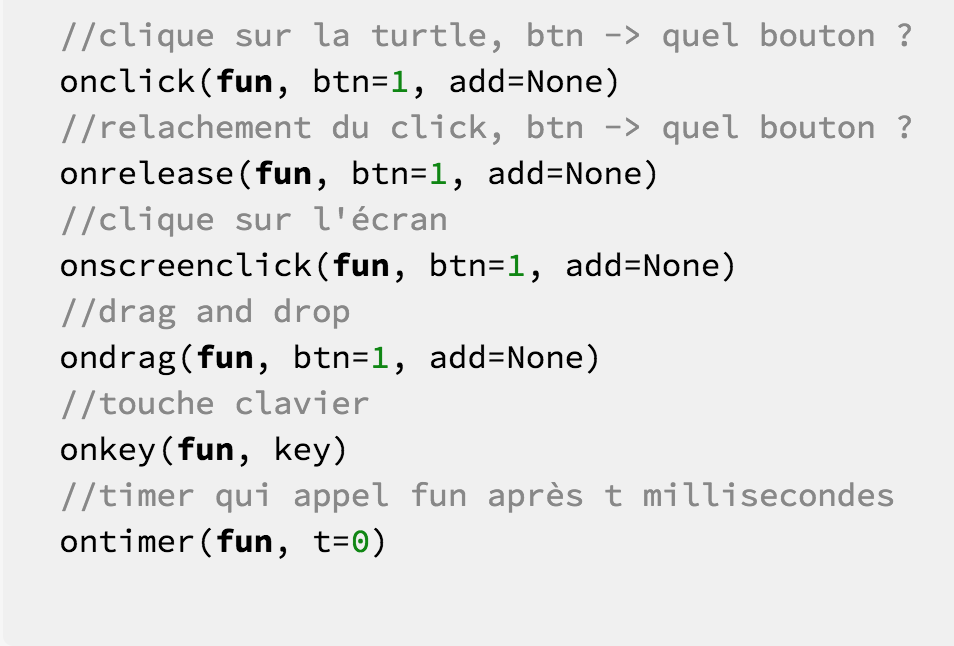 //clique sur la turtle, btn -> quel bouton ?
onclick(fun, btn=1, add=None)
//relachement du click, btn -> quel bouton ?
onrelease(fun, btn=1, add=None)
//clique sur l'écran
onscreenclick(fun, btn=1, add=None)
//drag and drop
ondrag(fun, btn=1, add=None)
//touche clavier
onkey(fun, key)
//timer qui appel fun après t millisecondes
ontimer(fun, t=0)